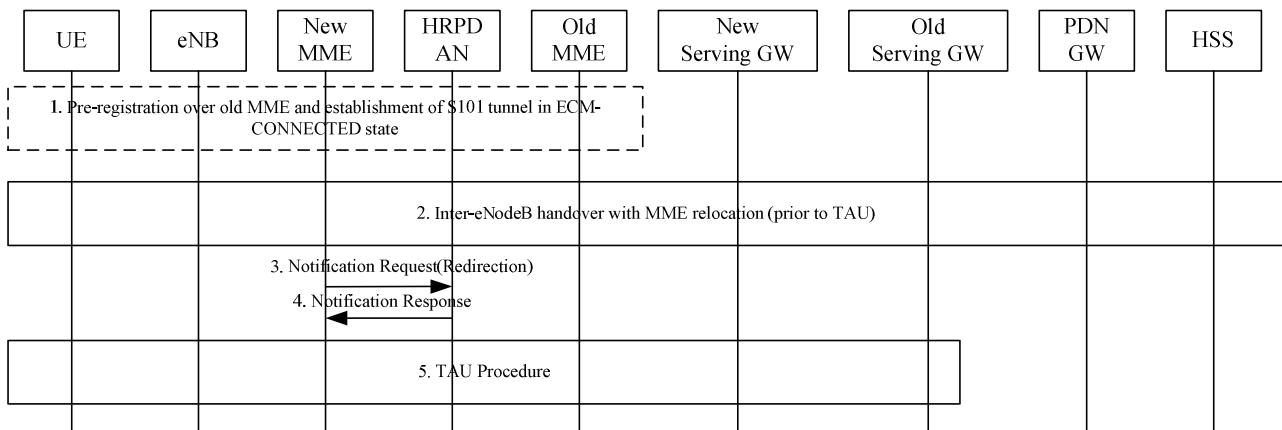 UE
eNB
New
MME
HRPD
AN
Old
MME
New
Serving GW
Old
Serving GW
PDN
GW
HSS
1. Pre-registration over old MME and establishment of S101 tunnel in ECM-
CONNECTED state
2. Inter-eNodeB handover with MME relocation (prior to TAU)
3. Notification Request(Redirection)
4. Notification Response
5. TAU Procedure